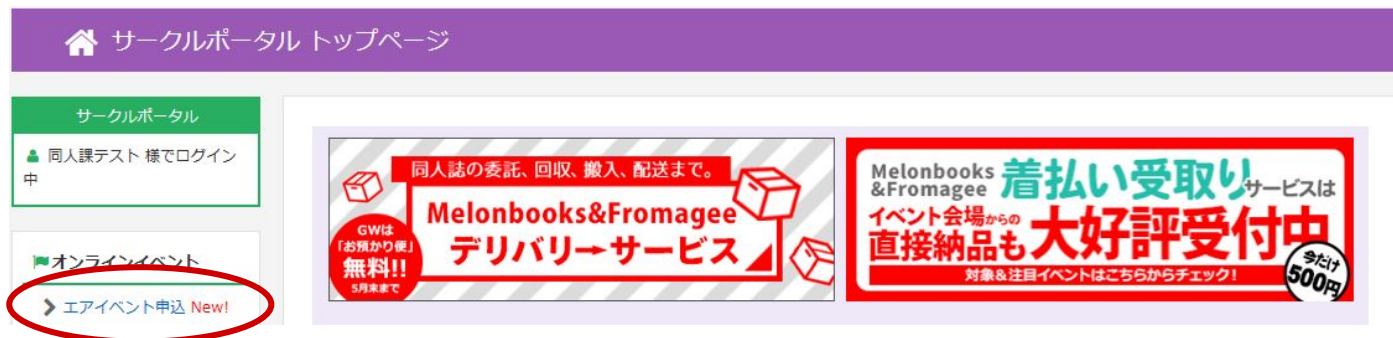 サークルポータル トップページ
サークルポータル
同人課テスト 様でログイン
中
オンラインイベント
エアイベント申込 New!
同人誌の委託、回収、搬入、配送まで。
Melonbooks&Fromagee
デリバリー→サービス
GWは
「お預かり便」
無料!!
5月末まで
Melonbooks
&Fromagee
着払い受取りサービスは
イベント会場からの
直接納品も大好評受付中
対象&注目イベントはこちらからチェック!
今だけ
500円